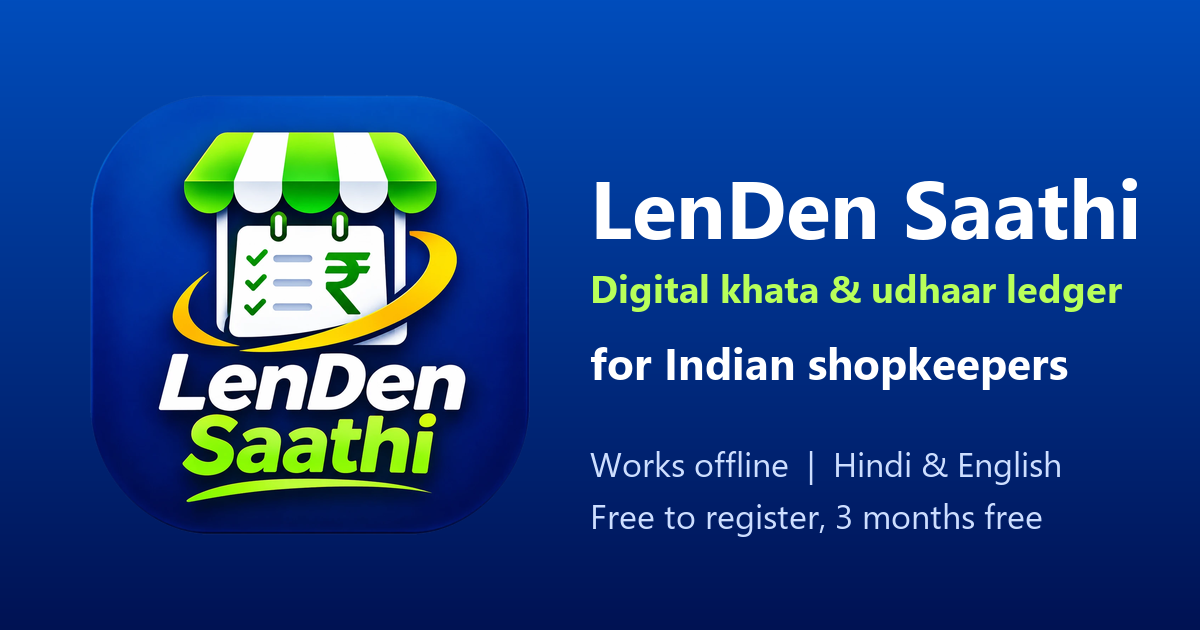 LenDen
Saathi
₹
LenDen Saathi
Digital khata & udhaar ledger
for Indian shopkeepers
Works offline | Hindi & English
Free to register, 3 months free